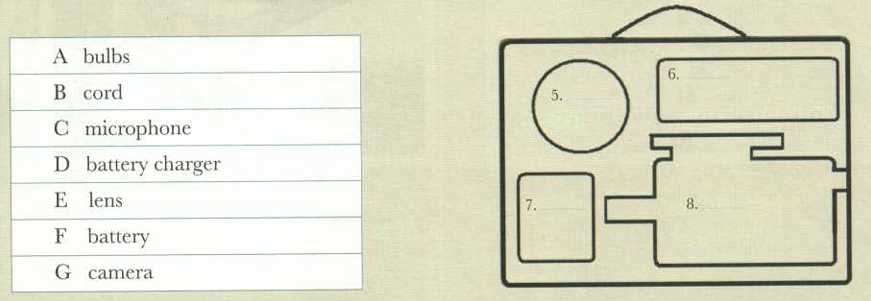 A bulbs
B cord
C microphone
D battery charger
E lens
F battery
G camera
5.
6.
7.
8.